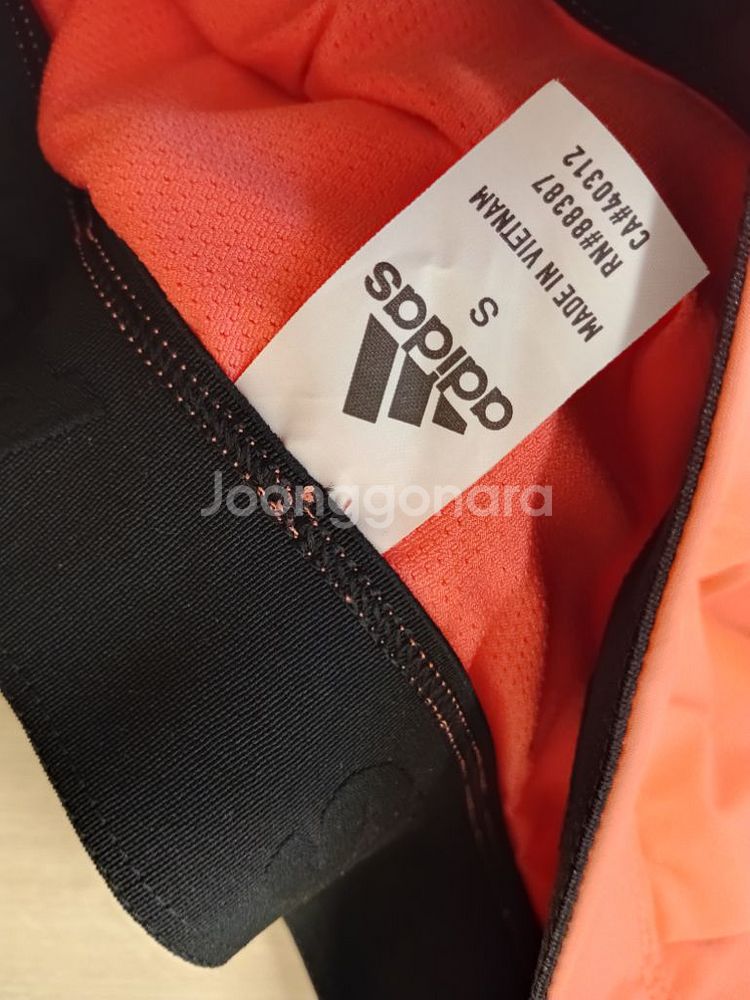 adidas
S
MADE IN VIETNAM
RN#88387
CA#40312
Joonggonara